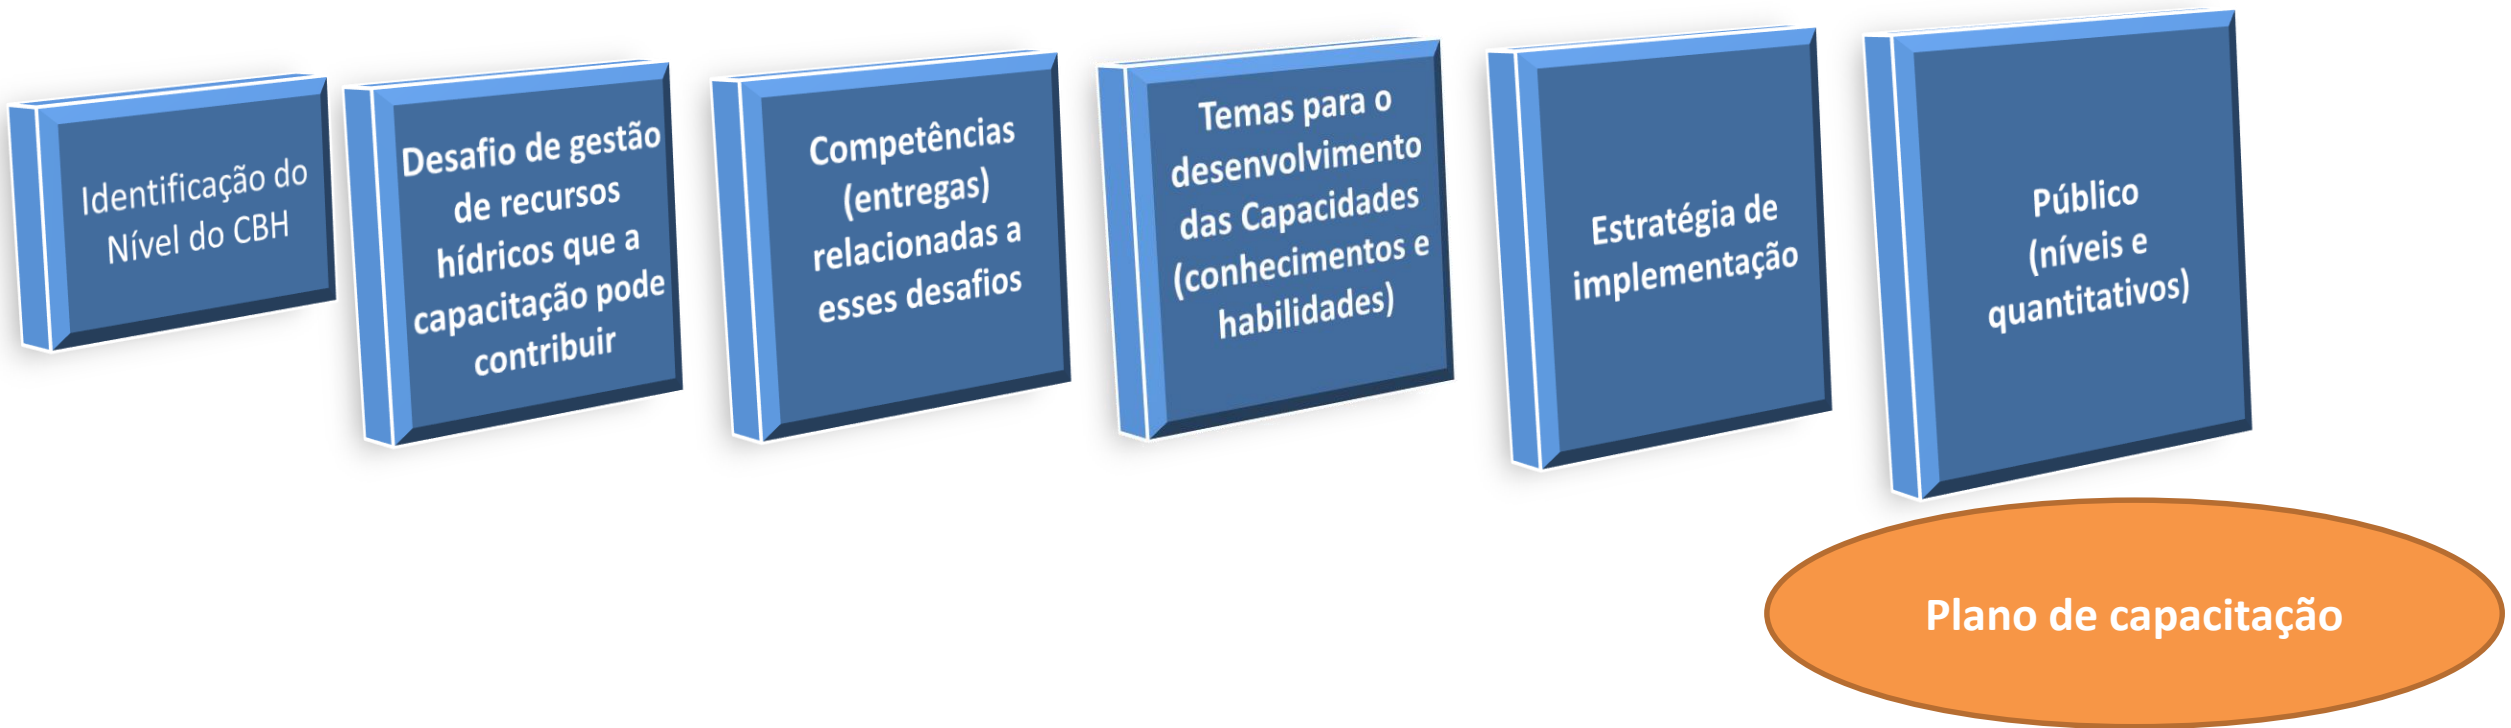 Identificação do
Nível do CBH
Desafio de gestão
de recursos
hídricos que a
capacitação pode
contribuir
Competências
(entregas)
relacionadas a
esses desafios
Temas para o
desenvolvimento
das Capacidades
(conhecimentos e
habilidades)
Estratégia de
implementação
Público
(níveis e
quantitativos)
Plano de capacitação